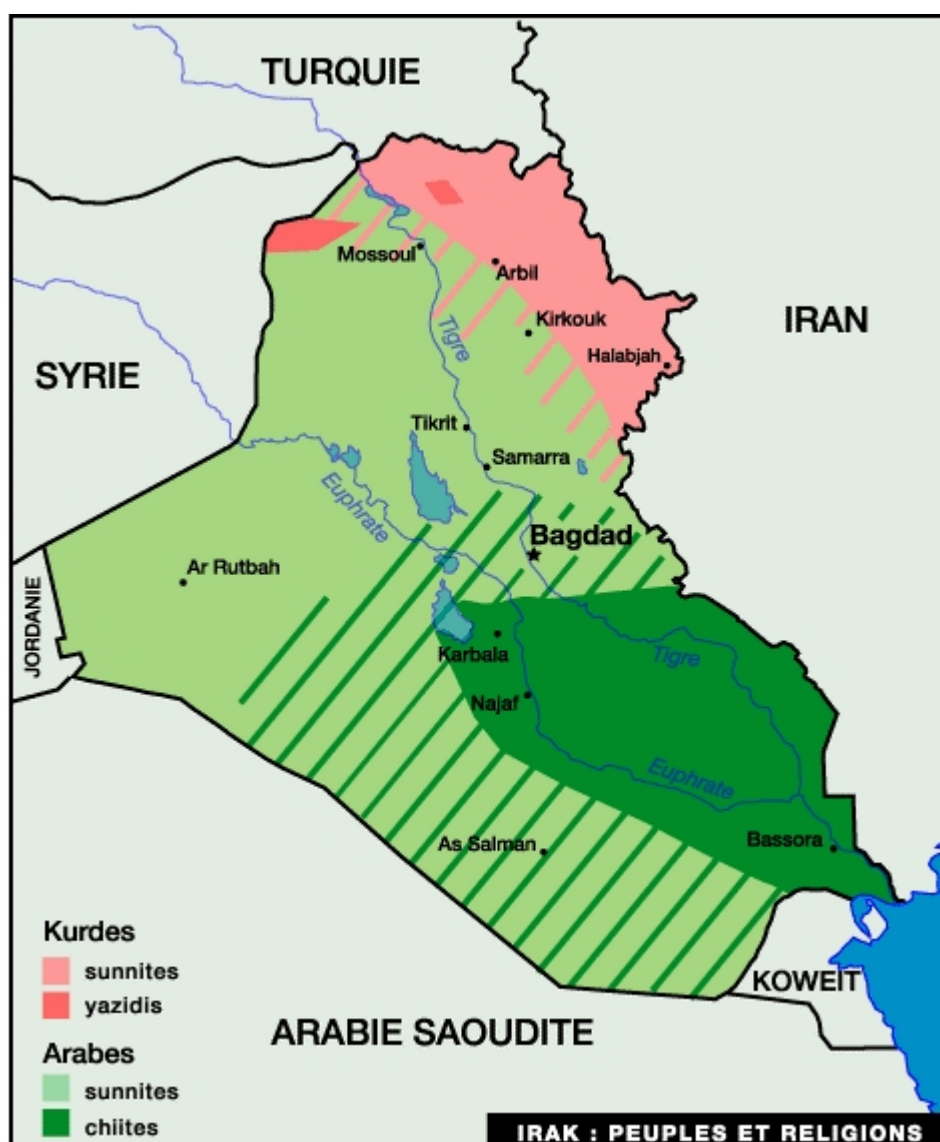 TURQUIE
Mossoul
Arbil
Kirkouk
IRAN
Tigre
Halabjah
SYRIE
Tikrit
Samarra
Euphrate
Bagdad
Ar Rutbah
JORDANIE
Karbala
Tigre
Najaf
Euphrate
As Salman
Bassora
Kurdes
sunnites
yazidis
KOWEIT
ARABIE SAOUDITE
Arabes
sunnites
chiites
IRAK : PEUPLES ET RELIGIONS